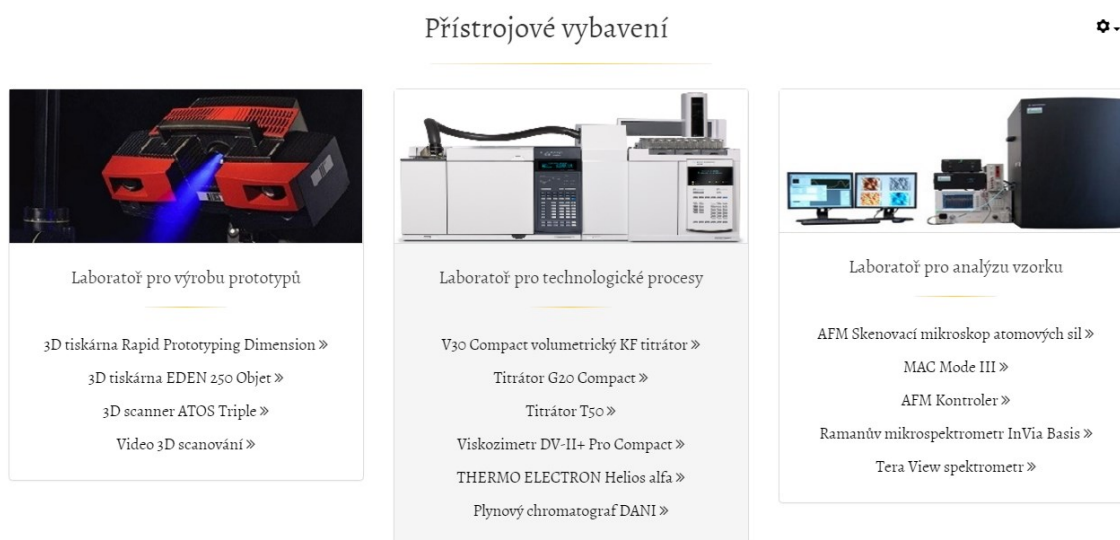 Přístrojové vybavení
Laboratoř pro výrobu prototypů
3D tiskárna Rapid Prototyping Dimension »
3D tiskárna EDEN 250 Objet »
3D scanner ATOS Triple »
Video 3D scanování »
Laboratoř pro technologické procesy
V30 Compact volumetrický KF titrátor »
Titrátor G20 Compact »
Titrátor T50 »
Viskozimetr DV-II+ Pro Compact »
THERMO ELECTRON Helios alfa »
Plynový chromatograf DANI »
Laboratoř pro analýzu vzorku
AFM Skenovací mikroskop atomových sil »
MAC Mode III »
AFM Kontroler »
Ramanův mikrospektrometr InVia Basis »
Tera View spektrometr »